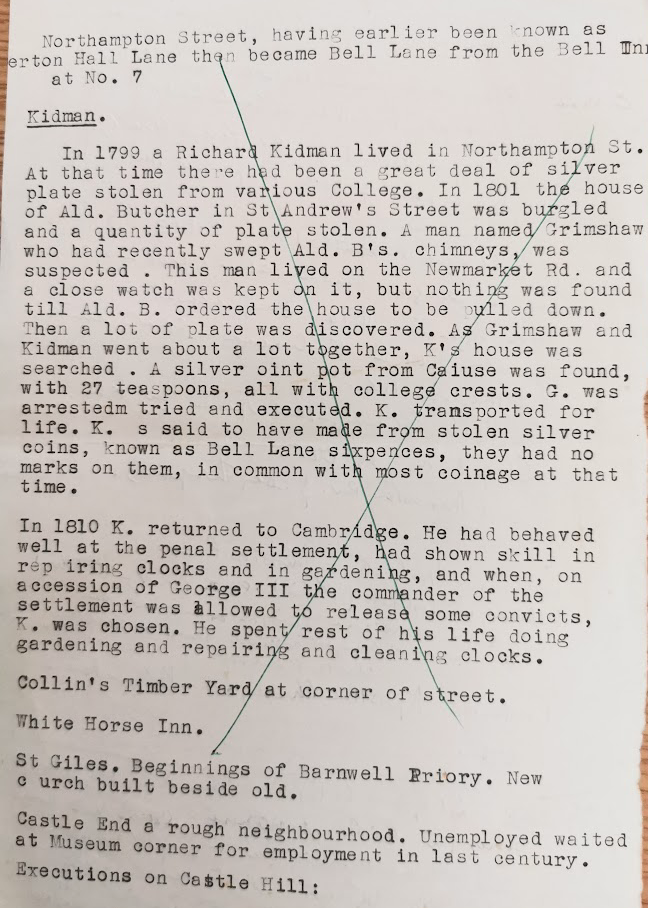 Northampton Street, having earlier been known as
erton Hall Lane then became Bell Lane from the Bell Inn
at No. 7
Kidman.
In 1799 a Richard Kidman lived in Northampton St.
At that time there had been a great deal of silver
plate stolen from various College. In 1801 the house
of Ald. Butcher in St Andrew's Street was burgled
and a quantity of plate stolen. A man named Grimshaw
who had recently swept Ald. B's. chimneys, was
suspected . This man lived on the Newmarket Rd. and
a close watch was kept on it, but nothing was found
till Ald. B. ordered the house to be pulled down.
Then a lot of plate was discovered. As Grimshaw and
Kidman went about a lot together, K's house was
searched . A silver oint pot from Caiuse was found,
with 27 teaspoons, all with college crests. G. was
arrestedm tried and executed. K. transported for
life. K. s said to have made from stolen silver
coins, known as Bell Lane sixpences, they had no
marks on them, in common with most coinage at that
time.
In 1810 K. returned to Cambridge. He had behaved
well at the penal settlement, had shown skill in
rep iring clocks and in gardening, and when, on
accession of George III the commander of the
settlement was allowed to release some convicts,
K. was chosen. He spent rest of his life doing
gardening and repairing and cleaning clocks.
Collin's Timber Yard at corner of street.
White Horse Inn.
St Giles. Beginnings of Barnwell Priory. New
c urch built beside old.
Castle End a rough neighbourhood. Unemployed waited
at Museum corner for employment in last century.
Executions on Castle Hill: